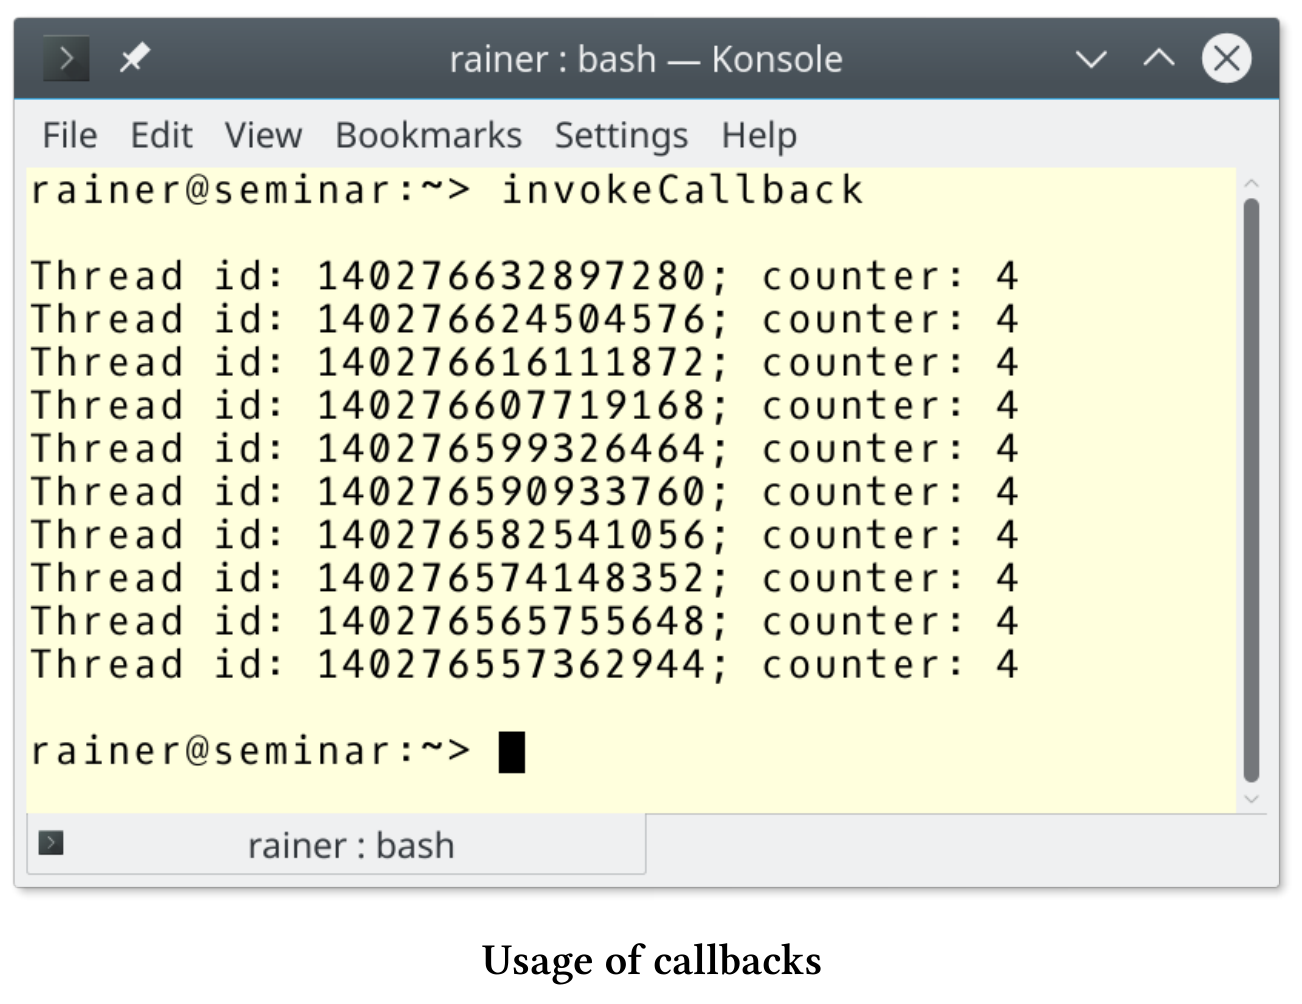 rainer : bash — Konsole
File Edit View Bookmarks Settings Help
rainer@seminar:~> invokeCallback
Thread id: 140276632897280; counter: 4
Thread id: 140276624504576; counter: 4
Thread id: 140276616111872; counter: 4
Thread id: 140276607719168; counter: 4
Thread id: 140276599326464; counter: 4
Thread id: 140276590933760; counter: 4
Thread id: 140276582541056; counter: 4
Thread id: 140276574148352; counter: 4
Thread id: 140276565755648; counter: 4
Thread id: 140276557362944; counter: 4
rainer@seminar:~>
rainer : bash
Usage of callbacks